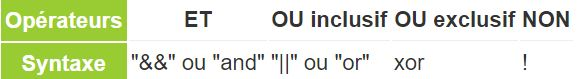 Opérateurs ET OU inclusif OU exclusif NON
Syntaxe "&&" ou "and" "||" ou "or" xor !